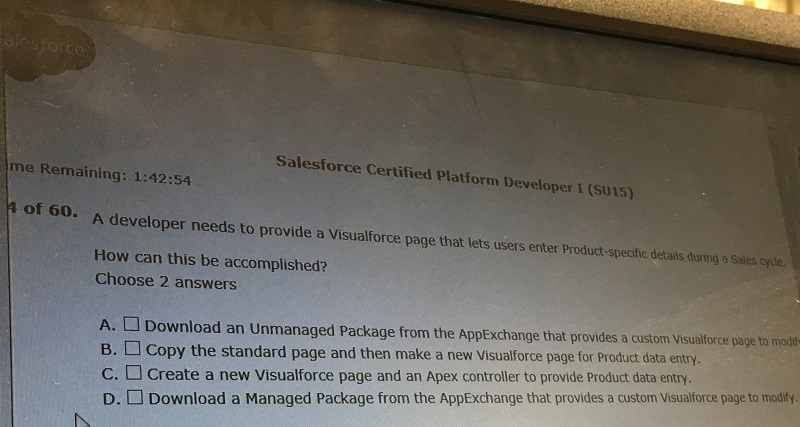 alesforce
Salesforce Certified Platform Developer I (SU15)
me Remaining: 1:42:54
4 of 60. A developer needs to provide a Visualforce page that lets users enter Product-specific details during a Sales cycle.
How can this be accomplished?
Choose 2 answers
A. Download an Unmanaged Package from the AppExchange that provides a custom Visualforce page to modify
B. Copy the standard page and then make a new Visualforce page for Product data entry.
C. Create a new Visualforce page and an Apex controller to provide Product data entry.
D. Download a Managed Package from the AppExchange that provides a custom Visualforce page to modify.